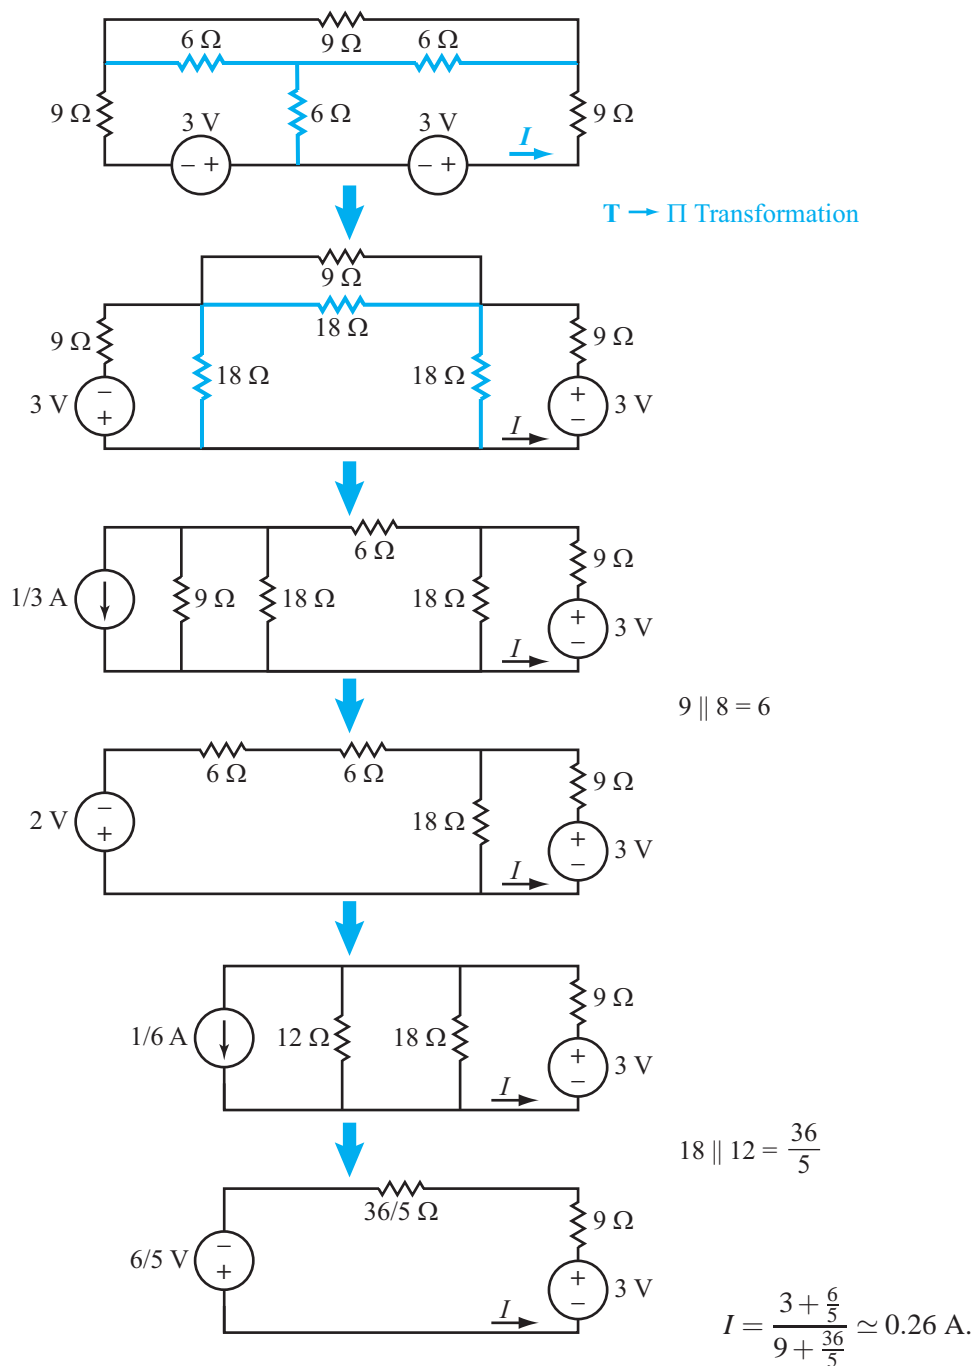 9 Ω
6 Ω 6 Ω
9 Ω 6 Ω 9 Ω
3 V 3 V I
− + − +
T → Π Transformation
9 Ω
18 Ω
9 Ω 9 Ω
18 Ω 18 Ω
3 V − + + − 3 V
I
6 Ω
9 Ω
1/3 A 9 Ω 18 Ω 18 Ω
+ − 3 V
I
9 || 8 = 6
6 Ω 6 Ω
9 Ω
2 V − + 18 Ω
+ − 3 V
I
9 Ω
1/6 A 12 Ω 18 Ω
+ − 3 V
I
18 || 12 = 36/5
36/5 Ω
9 Ω
6/5 V − +
+ − 3 V
I
I = (3 + 6/5)/(9 + 36/5) ≃ 0.26 A.